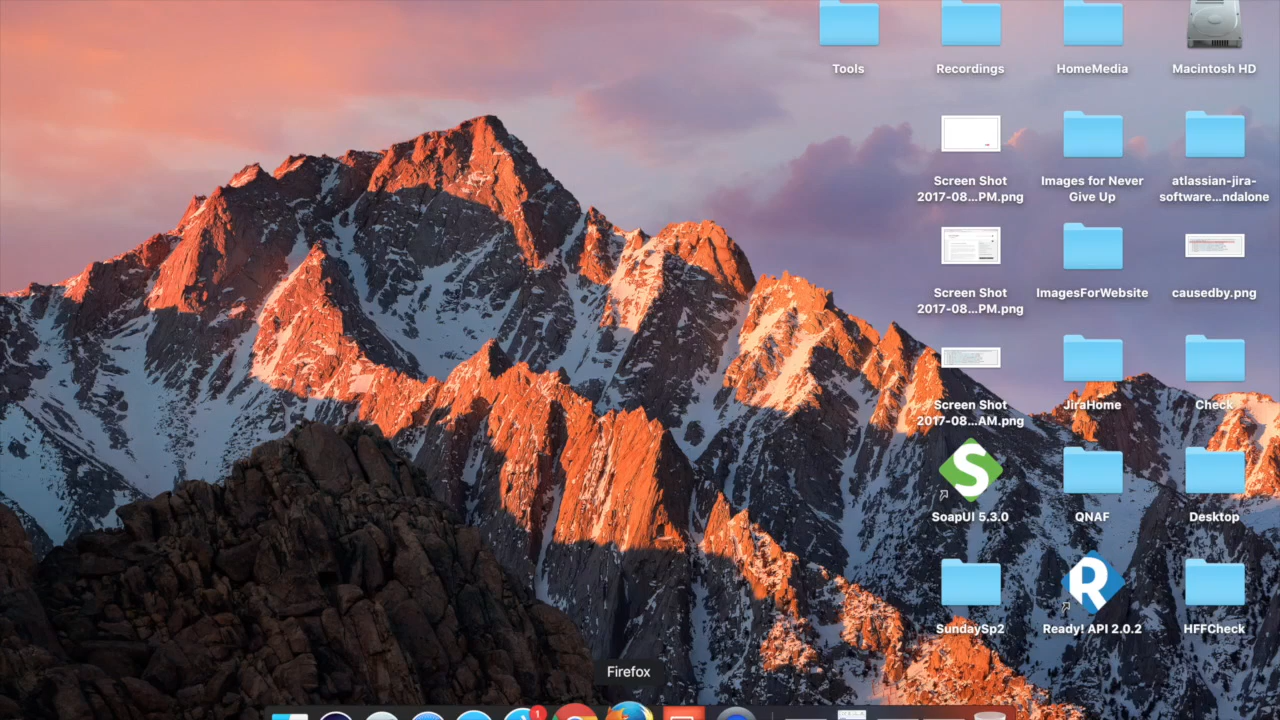 Tools
Recordings
HomeMedia
Macintosh HD
Screen Shot
2017-08...PM.png
Images for Never
Give Up
atlassian-jira-
software...ndalone
Screen Shot
2017-08...PM.png
ImagesForWebsite
causedby.png
Screen Shot
2017-08...AM.png
JiraHome
Check
S
SoapUI 5.3.0
QNAF
Desktop
SundaySp2
R
Ready! API 2.0.2
HFFCheck
Firefox
1